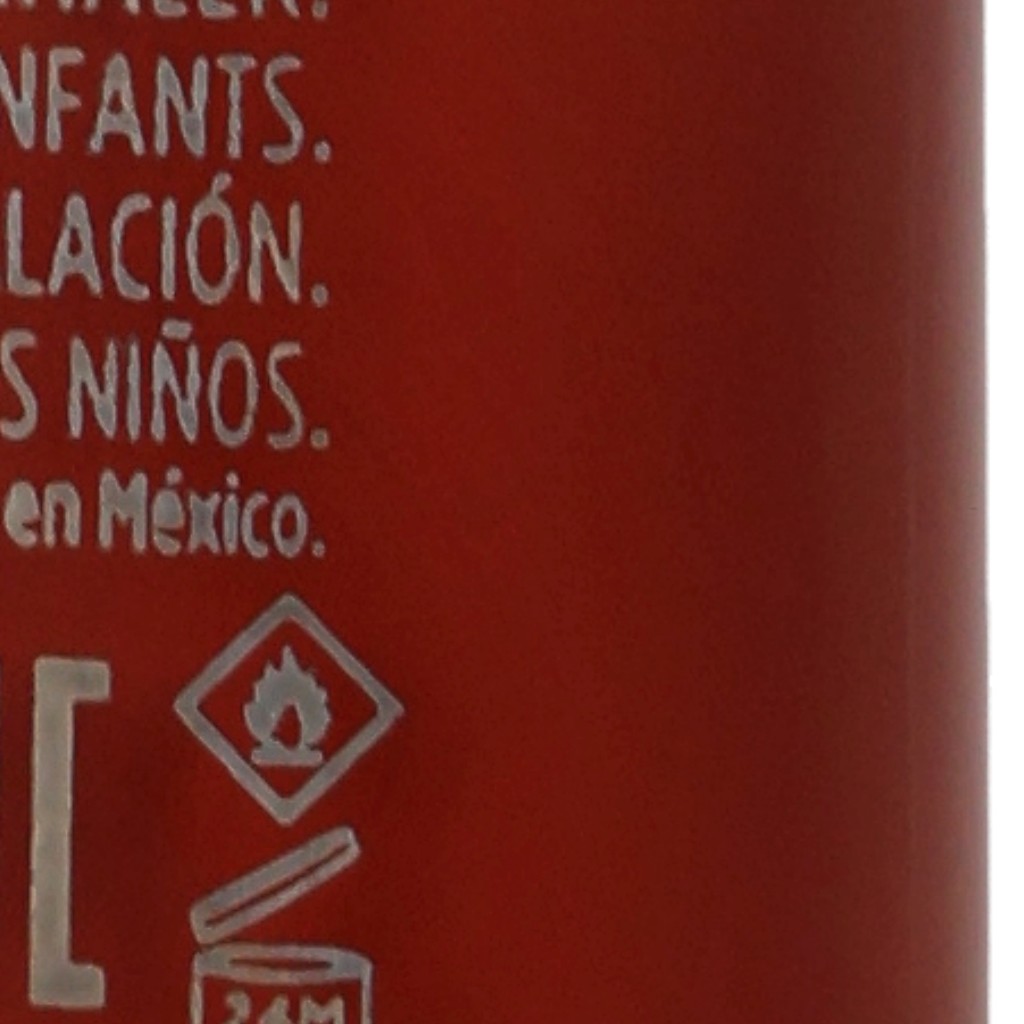 NFANTS.
LACIÓN.
S NIÑOS.
en México.
24M